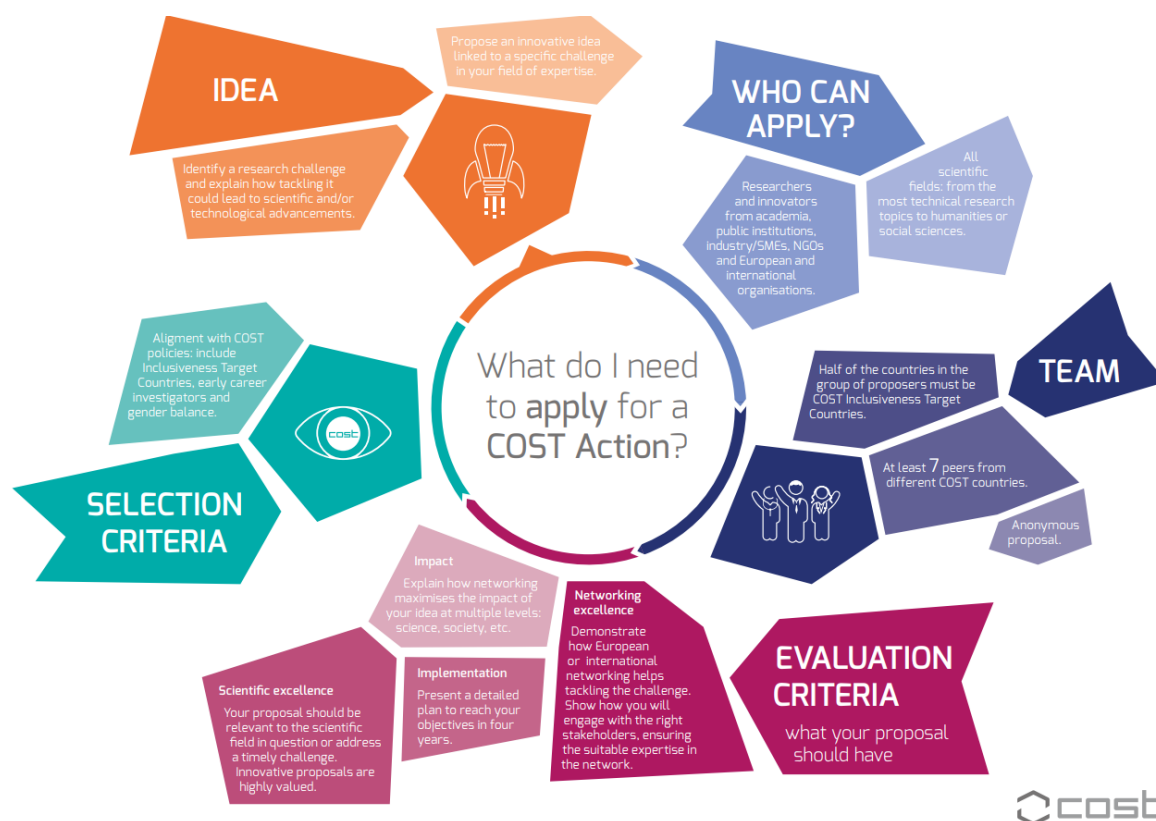 IDEA
Propose an innovative idea
linked to a specific challenge
in your field of expertise.
Identify a research challenge
and explain how tackling it
could lead to scientific and/or
technological advancements.
WHO CAN
APPLY?
Researchers
and innovators
from academia,
public institutions,
industry/SMEs, NGOs
and European and
international
organisations.
All
scientific
fields: from the
most technical research
topics to humanities or
social sciences.
What do I need
to apply for a
COST Action?
TEAM
Half of the countries in the
group of proposers must be
COST Inclusiveness Target
Countries.
At least 7 peers from
different COST countries.
Anonymous
proposal.
EVALUATION
CRITERIA
what your proposal
should have
Networking
excellence
Demonstrate
how European
or international
networking helps
tackling the challenge.
Show how you will
engage with the right
stakeholders, ensuring
the suitable expertise in
the network.
Impact
Explain how networking
maximises the impact of
your idea at multiple levels:
science, society, etc.
Implementation
Present a detailed
plan to reach your
objectives in four
years.
Scientific excellence
Your proposal should be
relevant to the scientific
field in question or address
a timely challenge.
Innovative proposals are
highly valued.
SELECTION
CRITERIA
Aligment with COST
policies: include
Inclusiveness Target
Countries, early career
investigators and
gender balance.
cost
cost